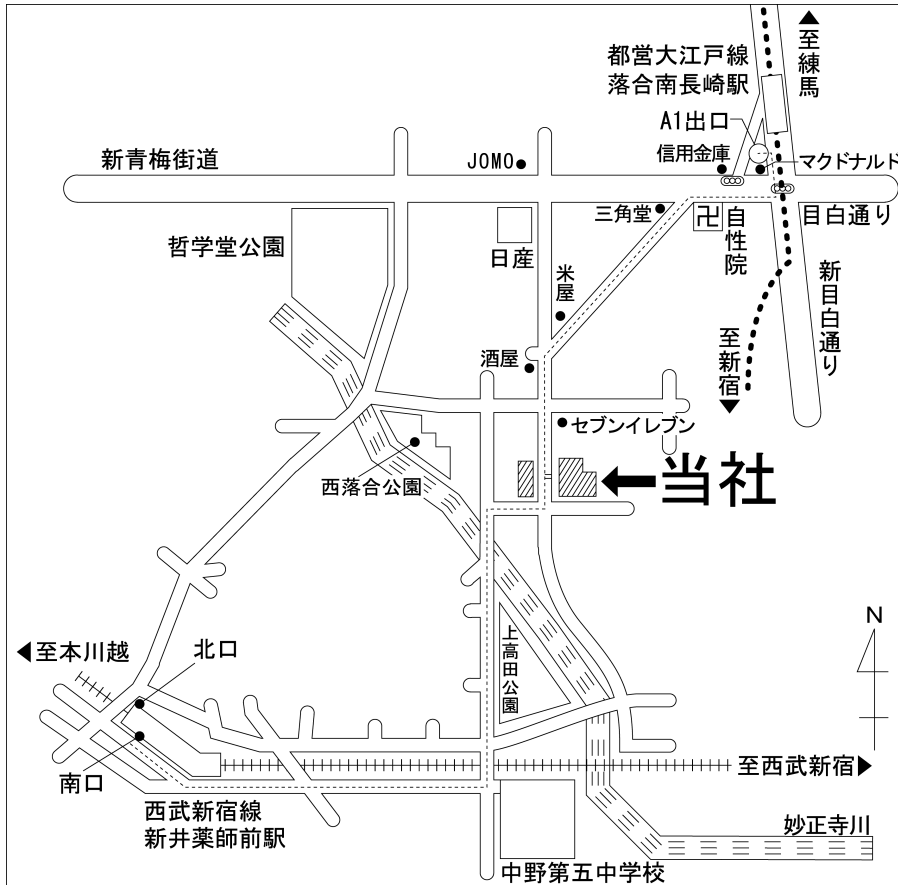 都営大江戸線
落合南長崎駅
至練馬
A1出口
信用金庫
マクドナルド
新青梅街道
JOMO
三角堂
卍
自性院
目白通り
哲学堂公園
日産
米屋
新目白通り
至新宿
酒屋
セブンイレブン
当社
西落合公園
上高田公園
N
至本川越
北口
南口
至西武新宿
西武新宿線
新井薬師前駅
妙正寺川
中野第五中学校